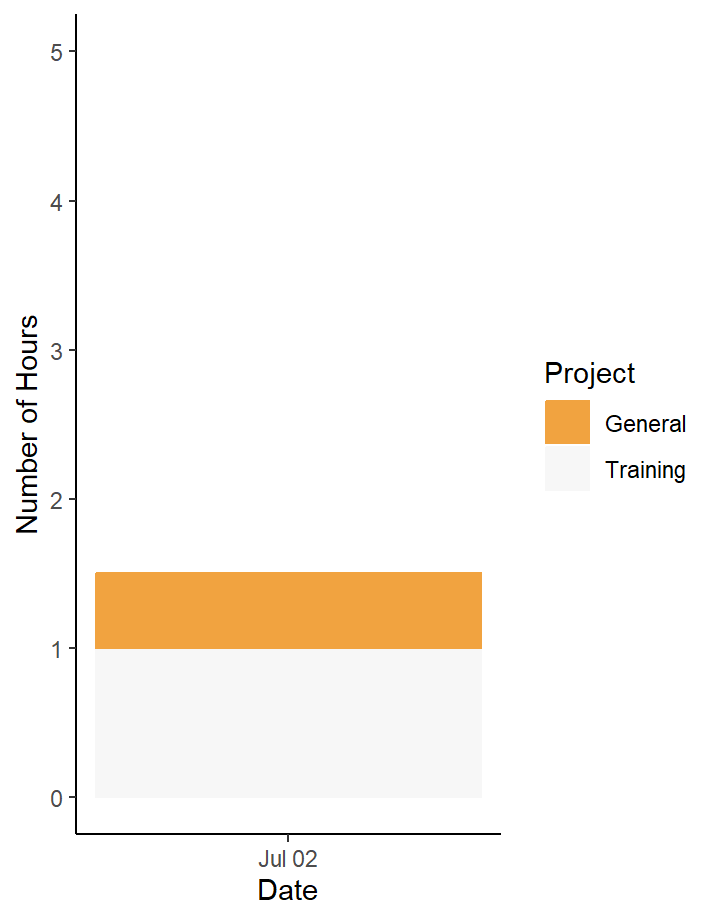 5
4
3
2
1
0
Number of Hours
Jul 02
Date
Project
General
Training